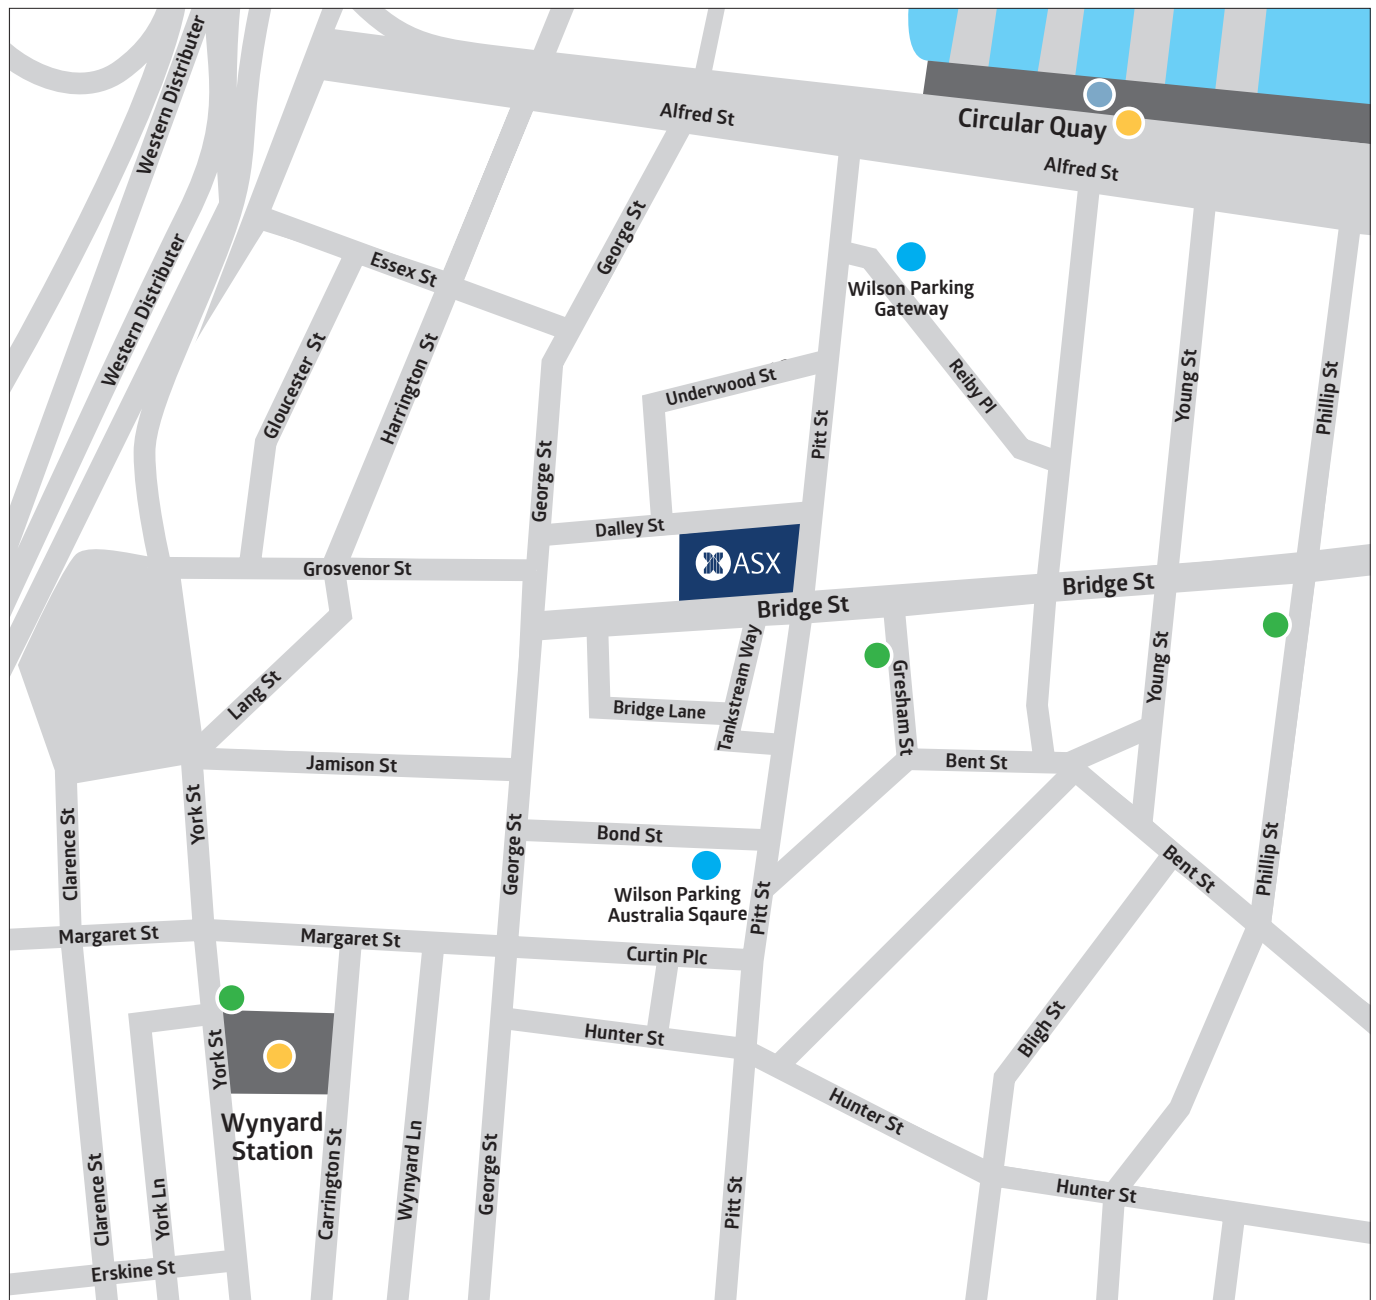 Western Distributer
Alfred St
Circular Quay
Alfred St
George St
Western Distributer
Essex St
Wilson Parking
Gateway
Gloucester St
Harrington St
Underwood St
Reiby Pl
Young St
Phillip St
Pitt St
George St
Dalley St
Grosvenor St
ASX
Bridge St
Bridge St
Lang St
Bridge Lane
Tankstream Way
Gresham St
Young St
Jamison St
Bent St
York St
Clarence St
George St
Bond St
Bent St
Phillip St
Wilson Parking
Australia Sqaure
Pitt St
Margaret St
Margaret St
Curtin Plc
Hunter St
Bligh St
York St
Wynyard
Station
Hunter St
Carrington St
Wynyard Ln
George St
Pitt St
Hunter St
Clarence St
York Ln
Erskine St